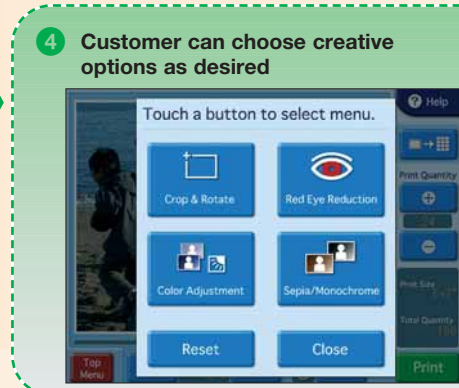 4 Customer can choose creative
options as desired
Touch a button to select menu.
Crop & Rotate
Red Eye Reduction
Color Adjustment
Sepia/Monochrome
Reset
Close
? Help
Print Quantity
Print Size
Total Quantity
Top
Menu
Print